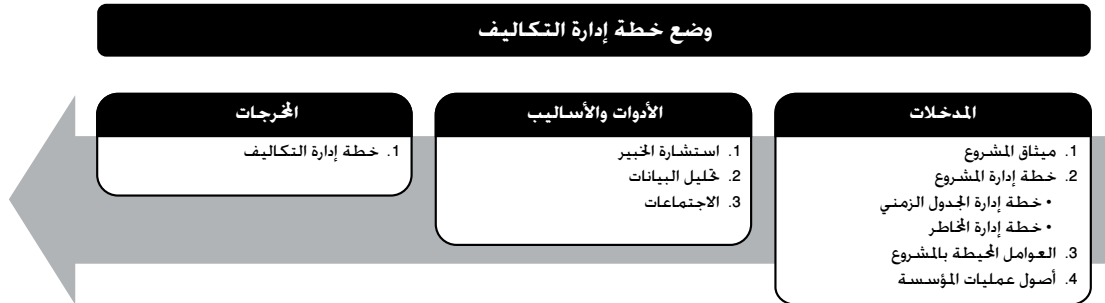 وضع خطة إدارة التكاليف
المدخلات
1. ميثاق المشروع
2. خطة إدارة المشروع
• خطة إدارة الجدول الزمني
• خطة إدارة المخاطر
3. العوامل المحيطة بالمشروع
4. أصول عمليات المؤسسة
الأدوات والأساليب
1. استشارة الخبير
2. تحليل البيانات
3. الاجتماعات
المخرجات
1. خطة إدارة التكاليف